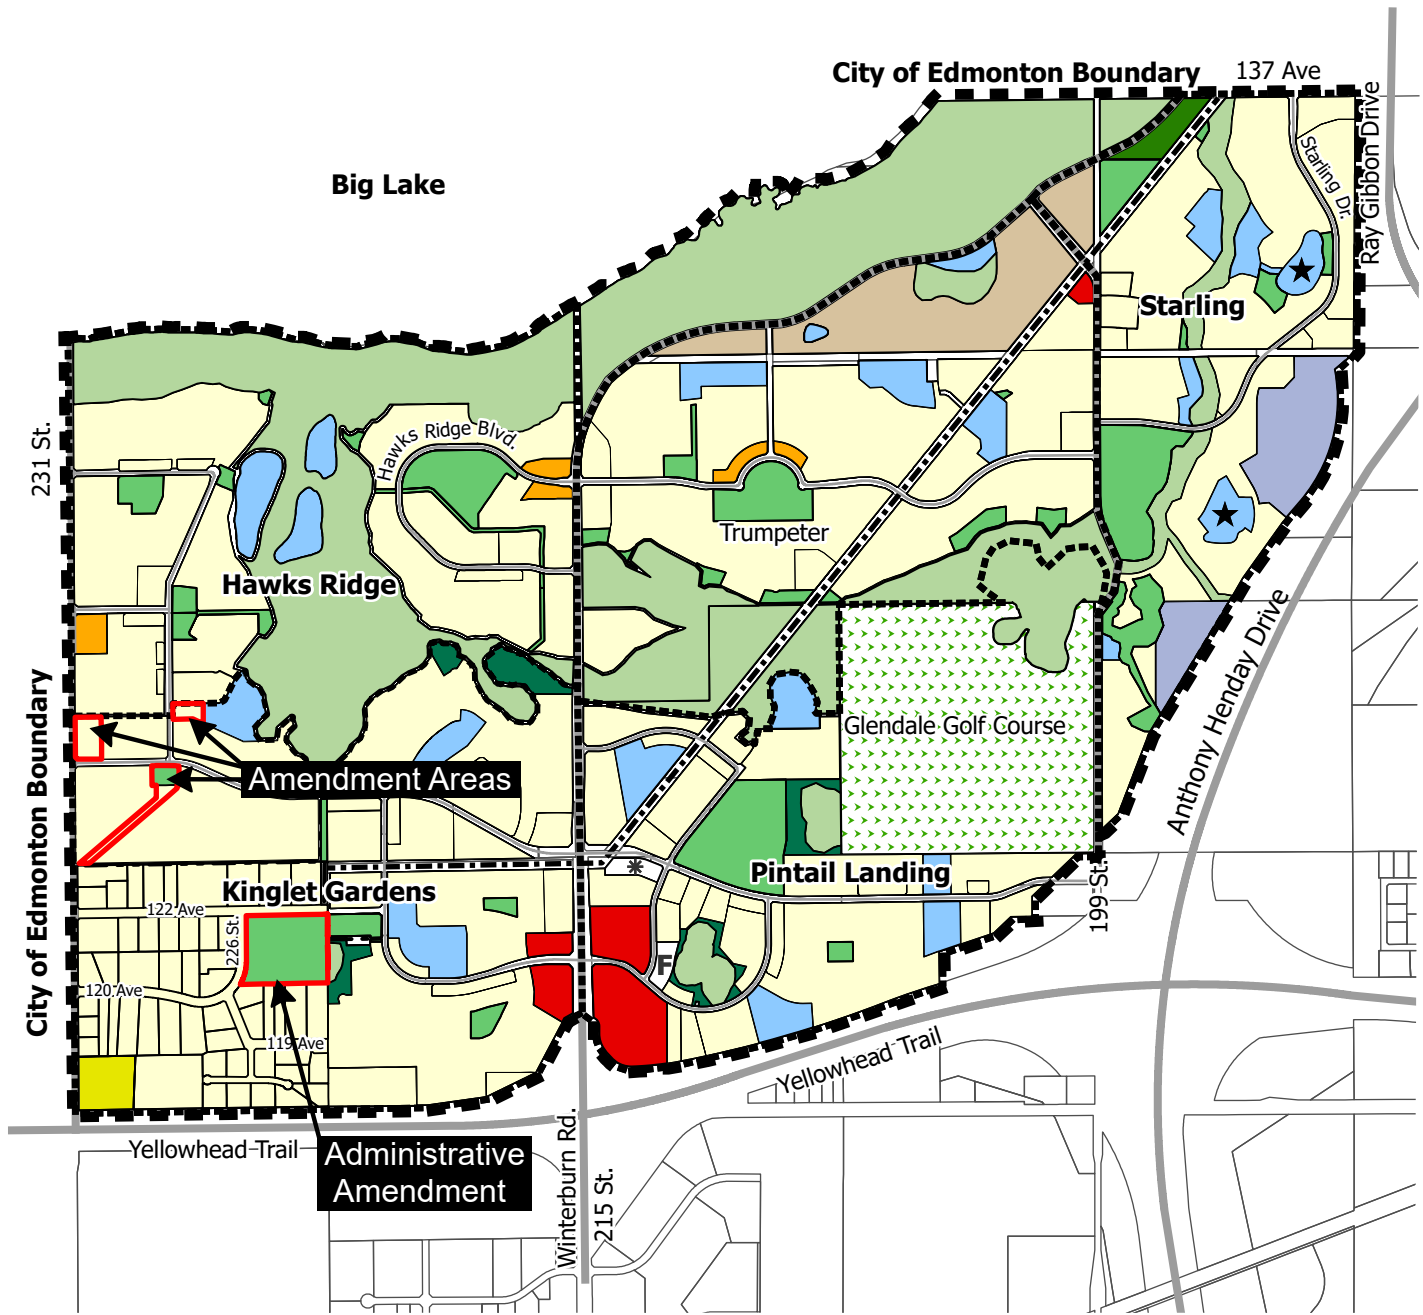 City of Edmonton Boundary
137 Ave
Ray Gibbon Drive
Starling Dr.
Big Lake
Starling
231 St.
Hawks Ridge Blvd.
Trumpeter
Hawks Ridge
Anthony Henday Drive
City of Edmonton Boundary
Glendale Golf Course
Amendment Areas
Pintail Landing
Kinglet Gardens
122 Ave
226 St.
199 St.
F
120 Ave
119 Ave
Yellowhead Trail
Yellowhead Trail
Administrative
Amendment
Winterburn Rd.
215 St.